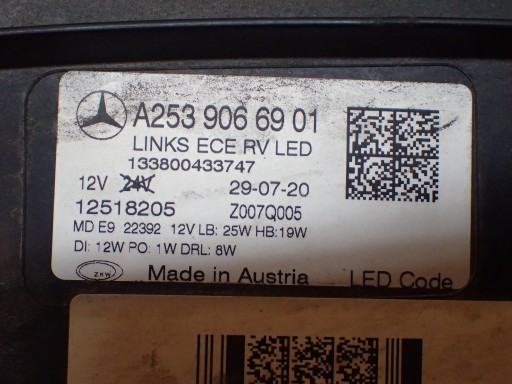 A253 906 69 01
LINKS ECE RV LED
133800433747
12V 24V 29-07-20
12518205 Z007Q005
MD E9 22392 12V LB: 25W HB: 19W
DI: 12W PO: 1W DRL: 8W
ZKW Made in Austria LED Code